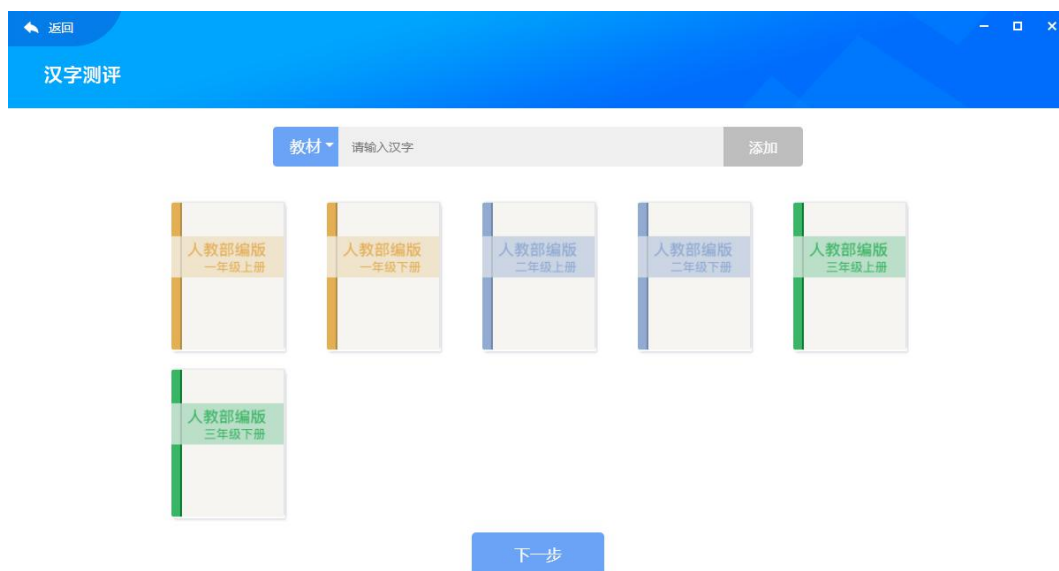 返回
汉字测评
教材 请输入汉字 添加
人教部编版
一年级上册
人教部编版
一年级下册
人教部编版
二年级上册
人教部编版
二年级下册
人教部编版
三年级上册
人教部编版
三年级下册
下一步